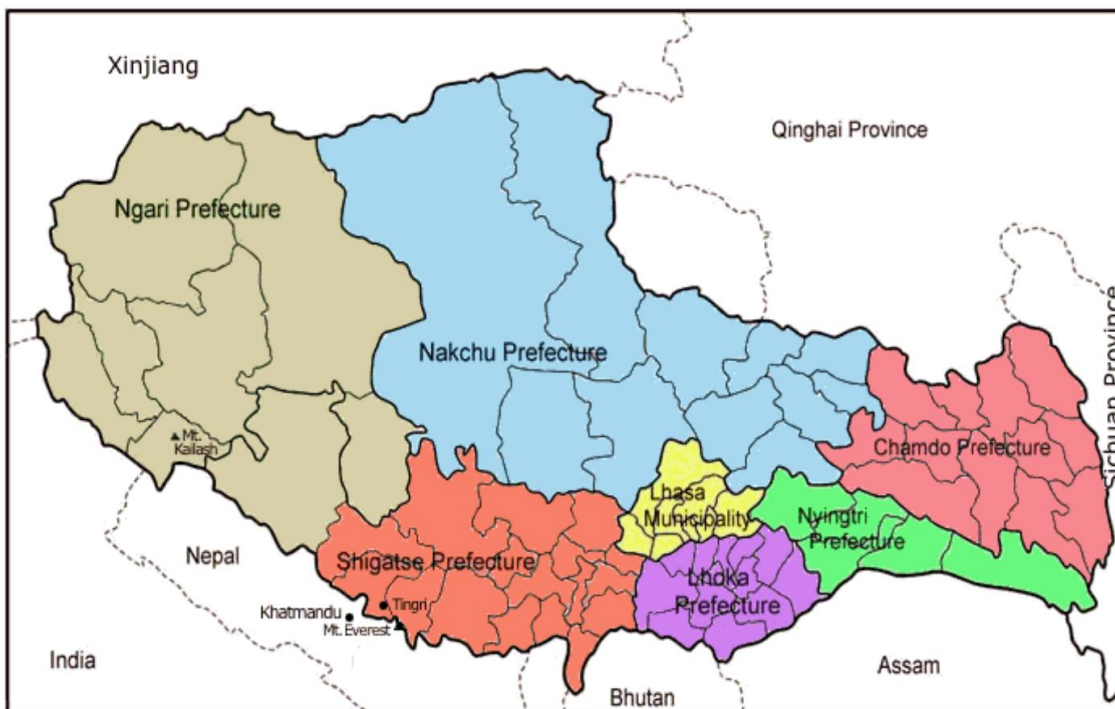 Xinjiang
Qinghai Province
Ngari Prefecture
Sichuan Province
Nakchu Prefecture
Mt.
Kailash
Chamdo Prefecture
Lhasa
Municipality
Nyingtri
Prefecture
Nepal
Shigatse Prefecture
Lhoka
Prefecture
Tingri
Khatmandu
Mt. Everest
India
Assam
Bhutan